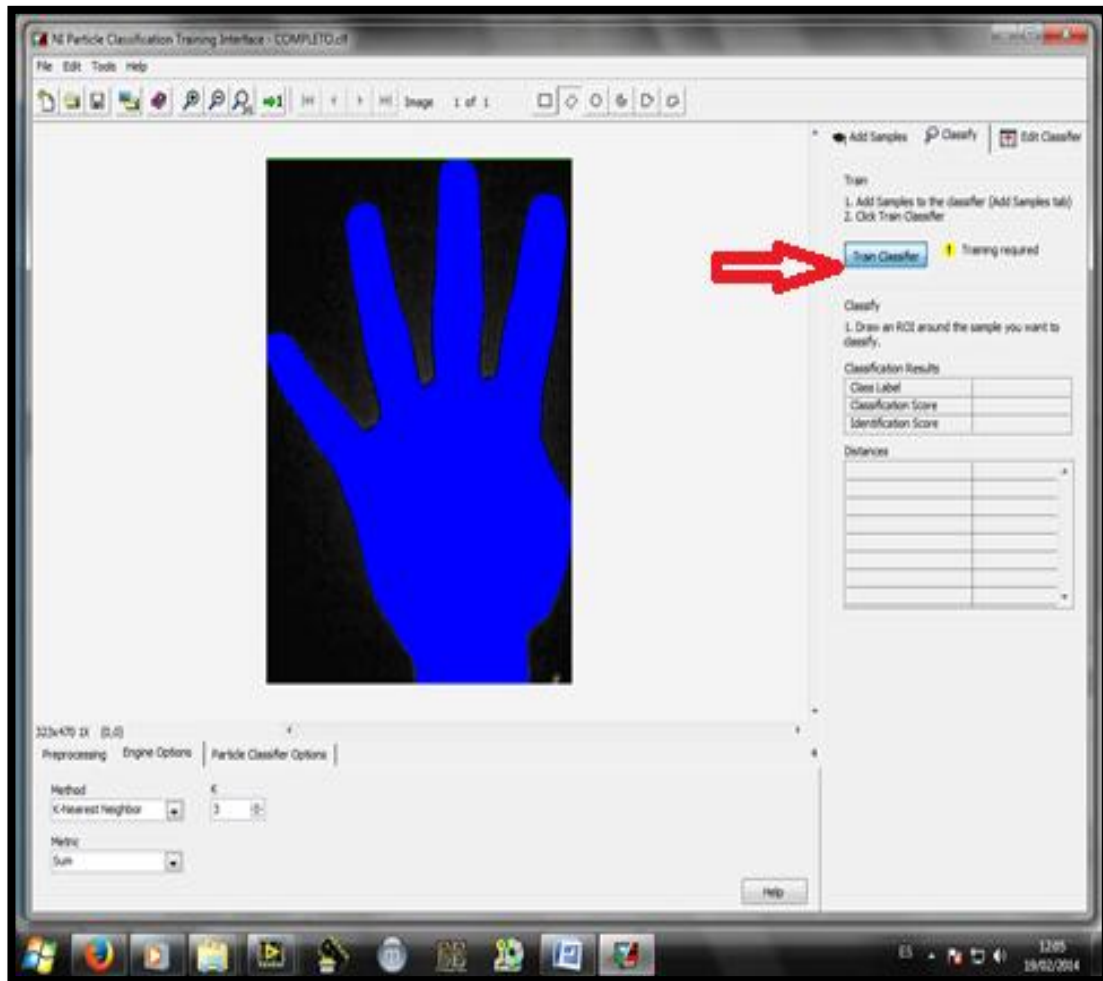 NI Particle Classification Training Interface - COMPLETO.clf
File Edit Tools Help
Image 1 of 1
Add Samples Classify Edit Classifier
Train
1. Add Samples to the classifier (Add Samples tab)
2. Click Train Classifier
Train Classifier Training required
Classify
1. Draw an ROI around the sample you want to
classify.
Classification Results
Class Label
Classification Score
Identification Score
Distances
323x470 1X (0,0)
Preprocessing Engine Options Particle Classifier Options
Method K
K-Nearest Neighbor 3
Metric
Sum
Help
ES 12:05
19/02/2014